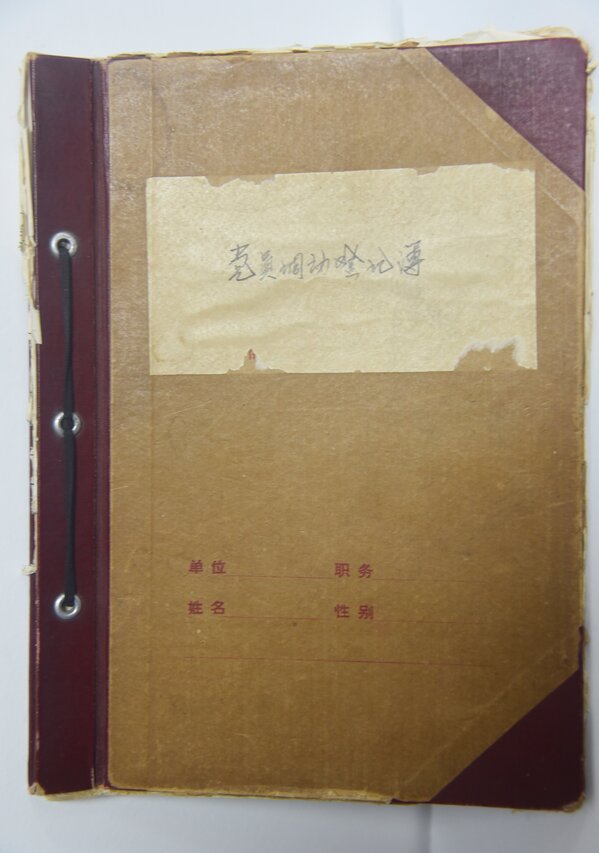 党员调动登记簿
单位 职务
姓名 性别